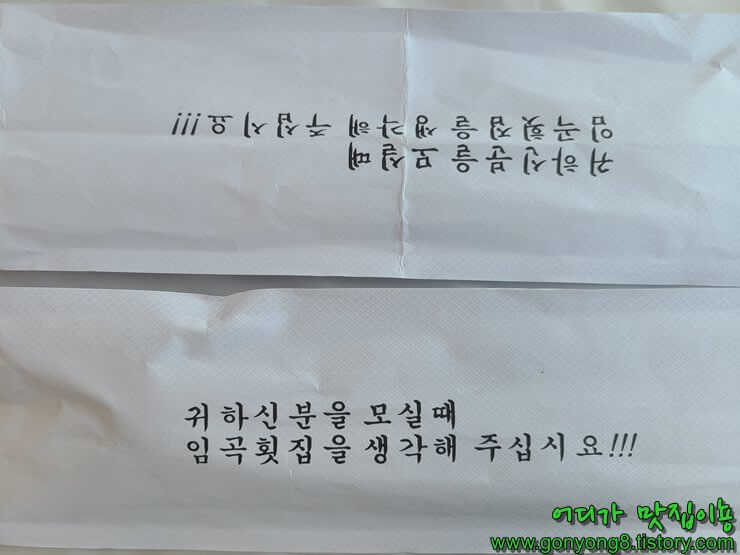 귀하신분을 모실때
임곡횟집을 생각해 주십시요!!!
귀하신분을 모실때
임곡횟집을생각해 주십시요!!!
어디가 맛집이용
www.gonyong8.tistory.com